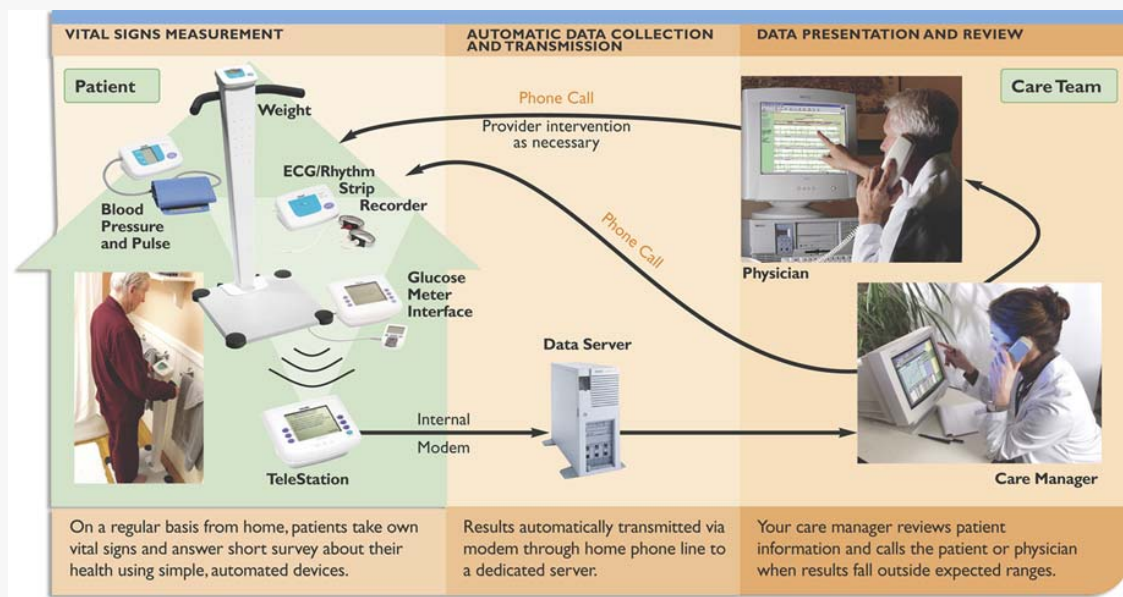 VITAL SIGNS MEASUREMENT
AUTOMATIC DATA COLLECTION
AND TRANSMISSION
DATA PRESENTATION AND REVIEW
Patient
Weight
ECG/Rhythm
Strip
Recorder
Blood
Pressure
and Pulse
Glucose
Meter
Interface
TeleStation
Phone Call
Provider intervention
as necessary
Phone Call
Data Server
Internal
Modem
Care Team
Physician
Care Manager
On a regular basis from home, patients take own
vital signs and answer short survey about their
health using simple, automated devices.
Results automatically transmitted via
modem through home phone line to
a dedicated server.
Your care manager reviews patient
information and calls the patient or physician
when results fall outside expected ranges.